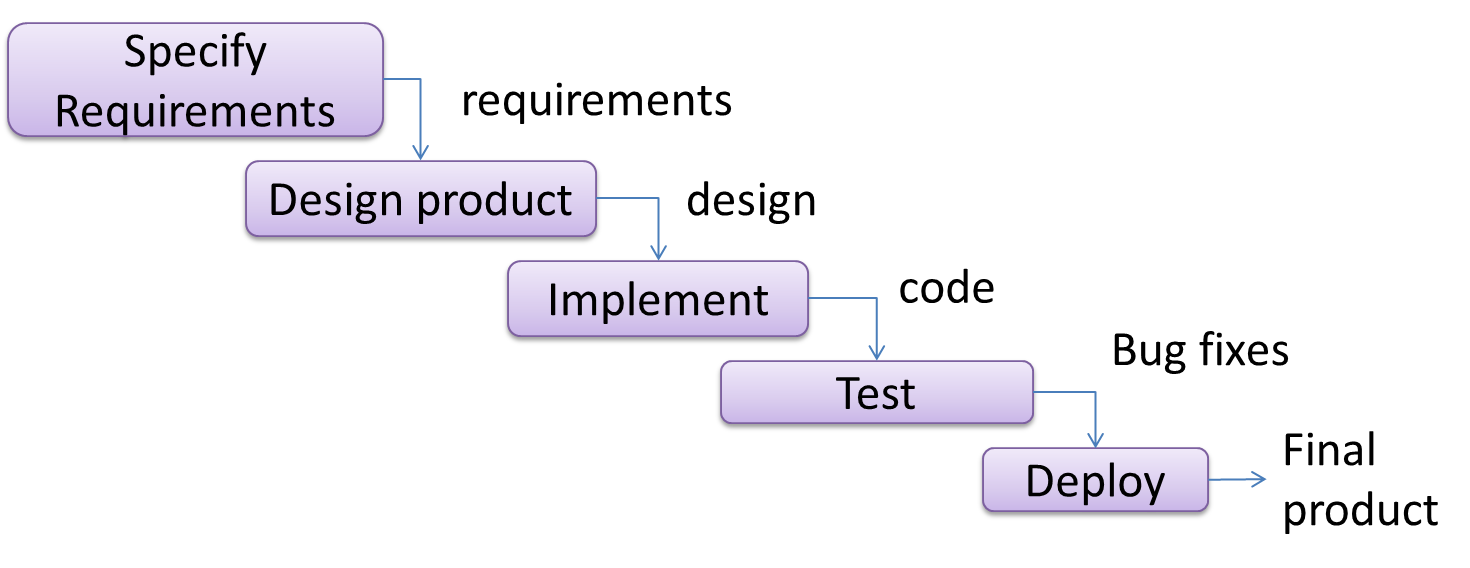 Specify
Requirements
requirements
Design product
design
Implement
code
Bug fixes
Test
Final
product
Deploy